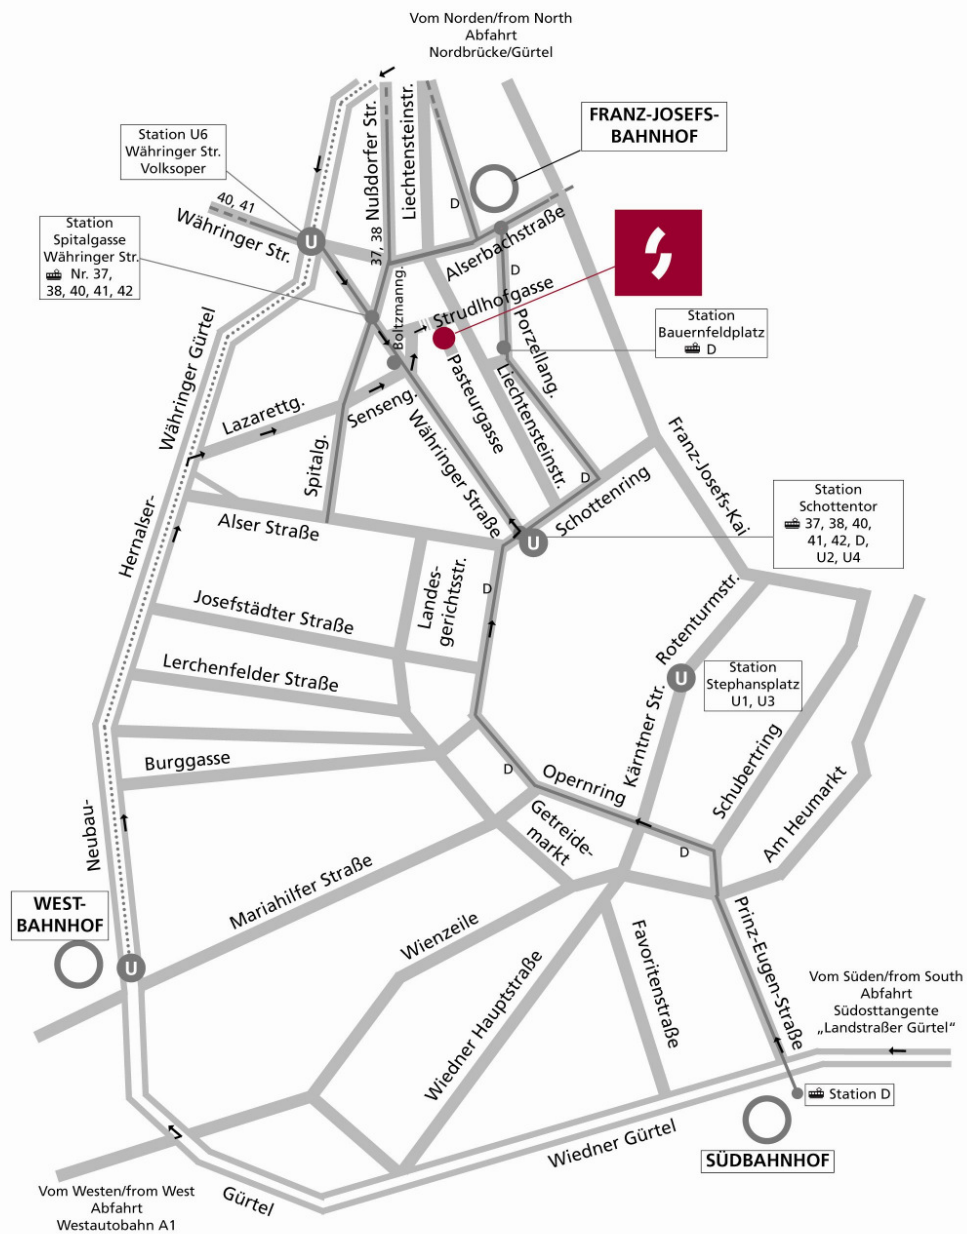 Vom Norden/from North
Abfahrt
Nordbrücke/Gürtel
FRANZ-JOSEFS-
BAHNHOF
Station U6
Währinger Str.
Volksoper
Nußdorfer Str.
37, 38
Liechtensteinstr.
D
40, 41
Währinger Str.
U
Station
Spitalgasse
Währinger Str.
Nr. 37,
38, 40, 41, 42
Alserbachstraße
D
Strudlhofgasse
Boltzmanng.
Porzellang.
Station
Bauernfeldplatz
D
Währinger Gürtel
Pasteurgasse
Liechtensteinstr.
Lazarettg.
Senseng.
Währinger Straße
Spitalg.
D
Schottenring
Franz-Josefs-Kai
Hernalser-
Alser Straße
U
Station
Schottentor
37, 38, 40,
41, 42, D,
U2, U4
Landes-
gerichtsstr.
D
Josefstädter Straße
Rotenturmstr.
Lerchenfelder Straße
U
Station
Stephansplatz
U1, U3
Kärntner Str.
Burggasse
D
Opernring
Schubertring
Am Heumarkt
Neubau-
Getreide-
markt
D
Mariahilfer Straße
WEST-
BAHNHOF
U
Wienzeile
Wiedner Hauptstraße
Favoritenstraße
Prinz-Eugen-Straße
Vom Süden/from South
Abfahrt
Südosttangente
„Landstraßer Gürtel“
Station D
Wiedner Gürtel
SÜDBAHNHOF
Gürtel
Vom Westen/from West
Abfahrt
Westautobahn A1